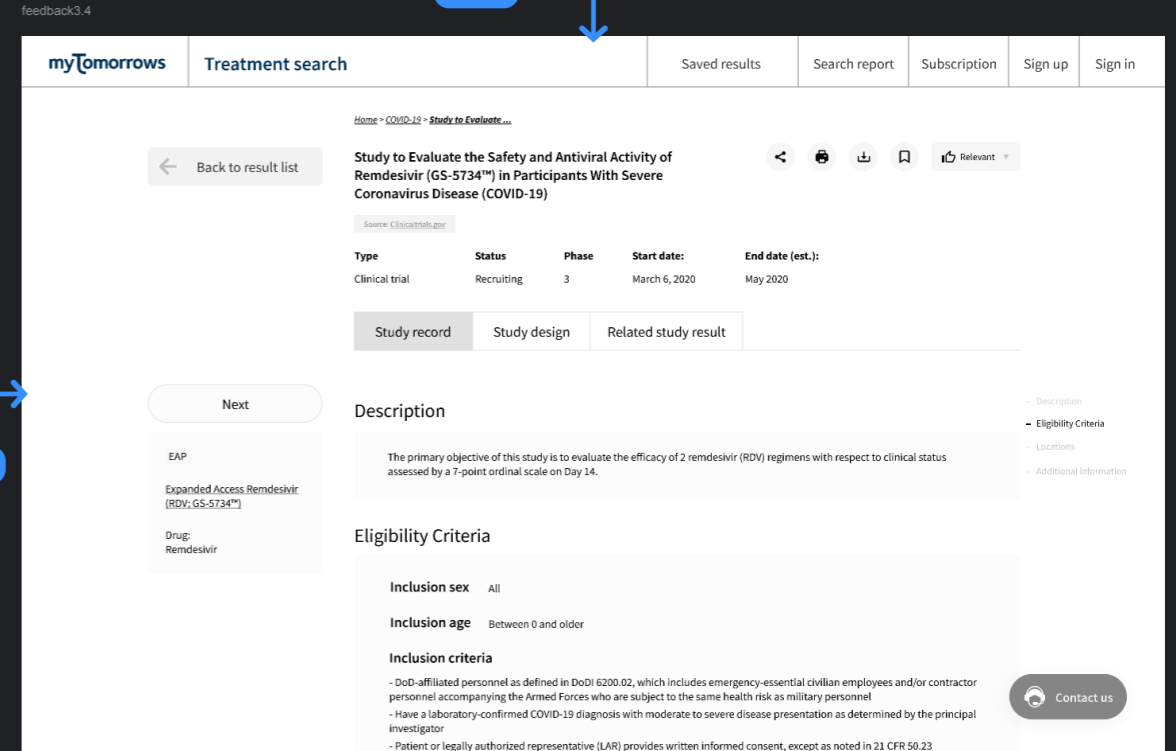 feedback3.4
myTomorrows
Treatment search
Saved results
Search report
Subscription
Sign up
Sign in
Home > COVID-19 > Study to Evaluate ...
Back to result list
Study to Evaluate the Safety and Antiviral Activity of
Remdesivir (GS-5734™) in Participants With Severe
Coronavirus Disease (COVID-19)
Relevant
Source: Clinicaltrials.gov
Type Status Phase Start date: End date (est.):
Clinical trial Recruiting 3 March 6, 2020 May 2020
Study record
Study design
Related study result
Next
EAP
Expanded Access Remdesivir
(RDV; GS-5734™)
Drug:
Remdesivir
Description
The primary objective of this study is to evaluate the efficacy of 2 remdesivir (RDV) regimens with respect to clinical status
assessed by a 7-point ordinal scale on Day 14.
– Description
– Eligibility Criteria
– Locations
– Additional information
Eligibility Criteria
Inclusion sex All
Inclusion age Between 0 and older
Inclusion criteria
- DoD-affiliated personnel as defined in DoDI 6200.02, which includes emergency-essential civilian employees and/or contractor
personnel accompanying the Armed Forces who are subject to the same health risk as military personnel
- Have a laboratory-confirmed COVID-19 diagnosis with moderate to severe disease presentation as determined by the principal
investigator
- Patient or legally authorized representative (LAR) provides written informed consent, except as noted in 21 CFR 50.23
Contact us